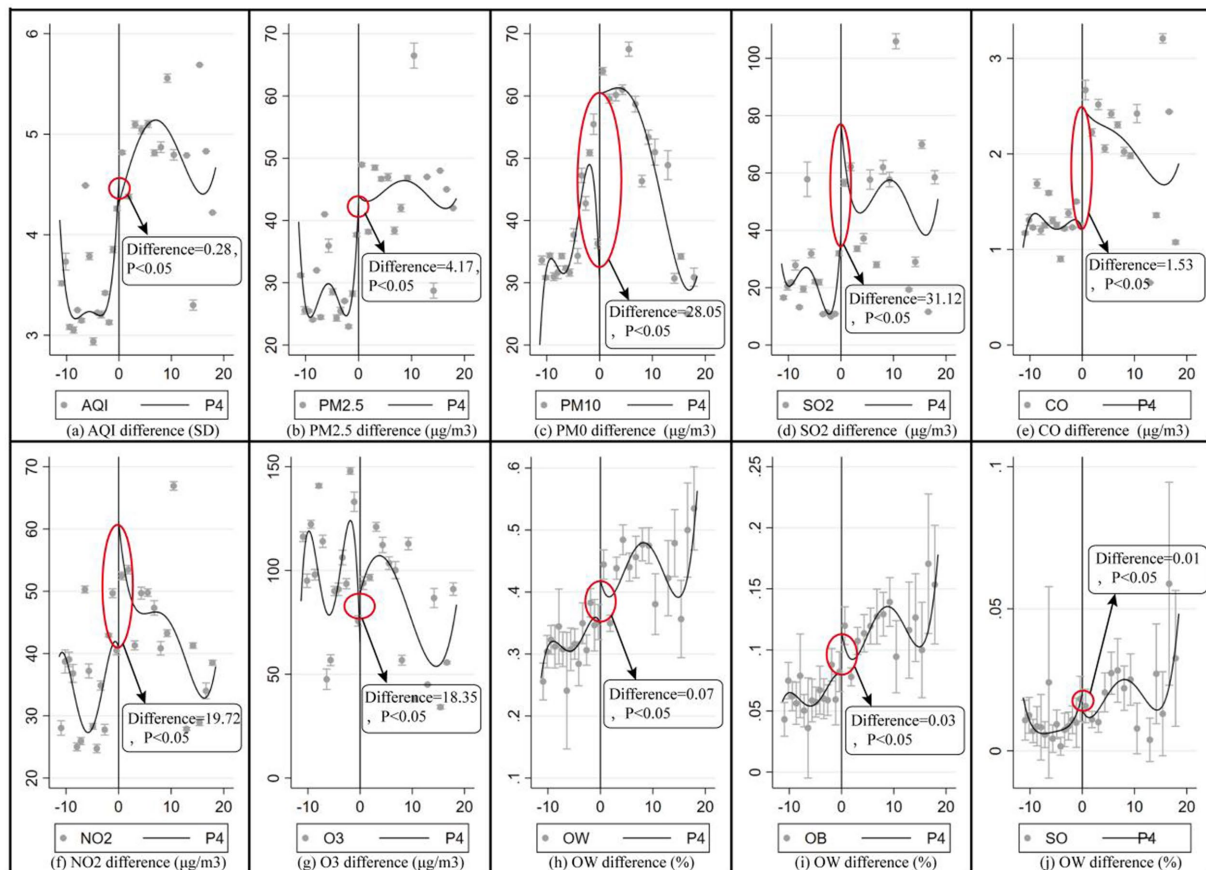 6
5
4
3
Difference=0.28 ,
P<0.05
-10 0 10 20
AQI P4
(a) AQI difference (SD)
70
60
50
40
30
20
Difference=4.17 ,
P<0.05
-10 0 10 20
PM2.5 P4
(b) PM2.5 difference (μg/m3)
70
60
50
40
30
20
Difference=28.05
, P<0.05
-10 0 10 20
PM10 P4
(c) PM0 difference (μg/m3)
100
80
60
40
20
0
Difference=31.12
, P<0.05
-10 0 10 20
SO2 P4
(d) SO2 difference (μg/m3)
3
2
1
0
Difference=1.53
, P<0.05
-10 0 10 20
CO P4
(e) CO difference (μg/m3)
70
60
50
40
30
20
Difference=19.72
, P<0.05
-10 0 10 20
NO2 P4
(f) NO2 difference (μg/m3)
150
100
50
0
Difference=18.35
, P<0.05
-10 0 10 20
O3 P4
(g) O3 difference (μg/m3)
.6
.5
.4
.3
.2
.1
Difference=0.07
, P<0.05
-10 0 10 20
OW P4
(h) OW difference (%)
.25
.2
.15
.1
.05
0
Difference=0.03
, P<0.05
-10 0 10 20
OB P4
(i) OW difference (%)
.1
.05
0
Difference=0.01
, P<0.05
-10 0 10 20
SO P4
(j) OW difference (%)